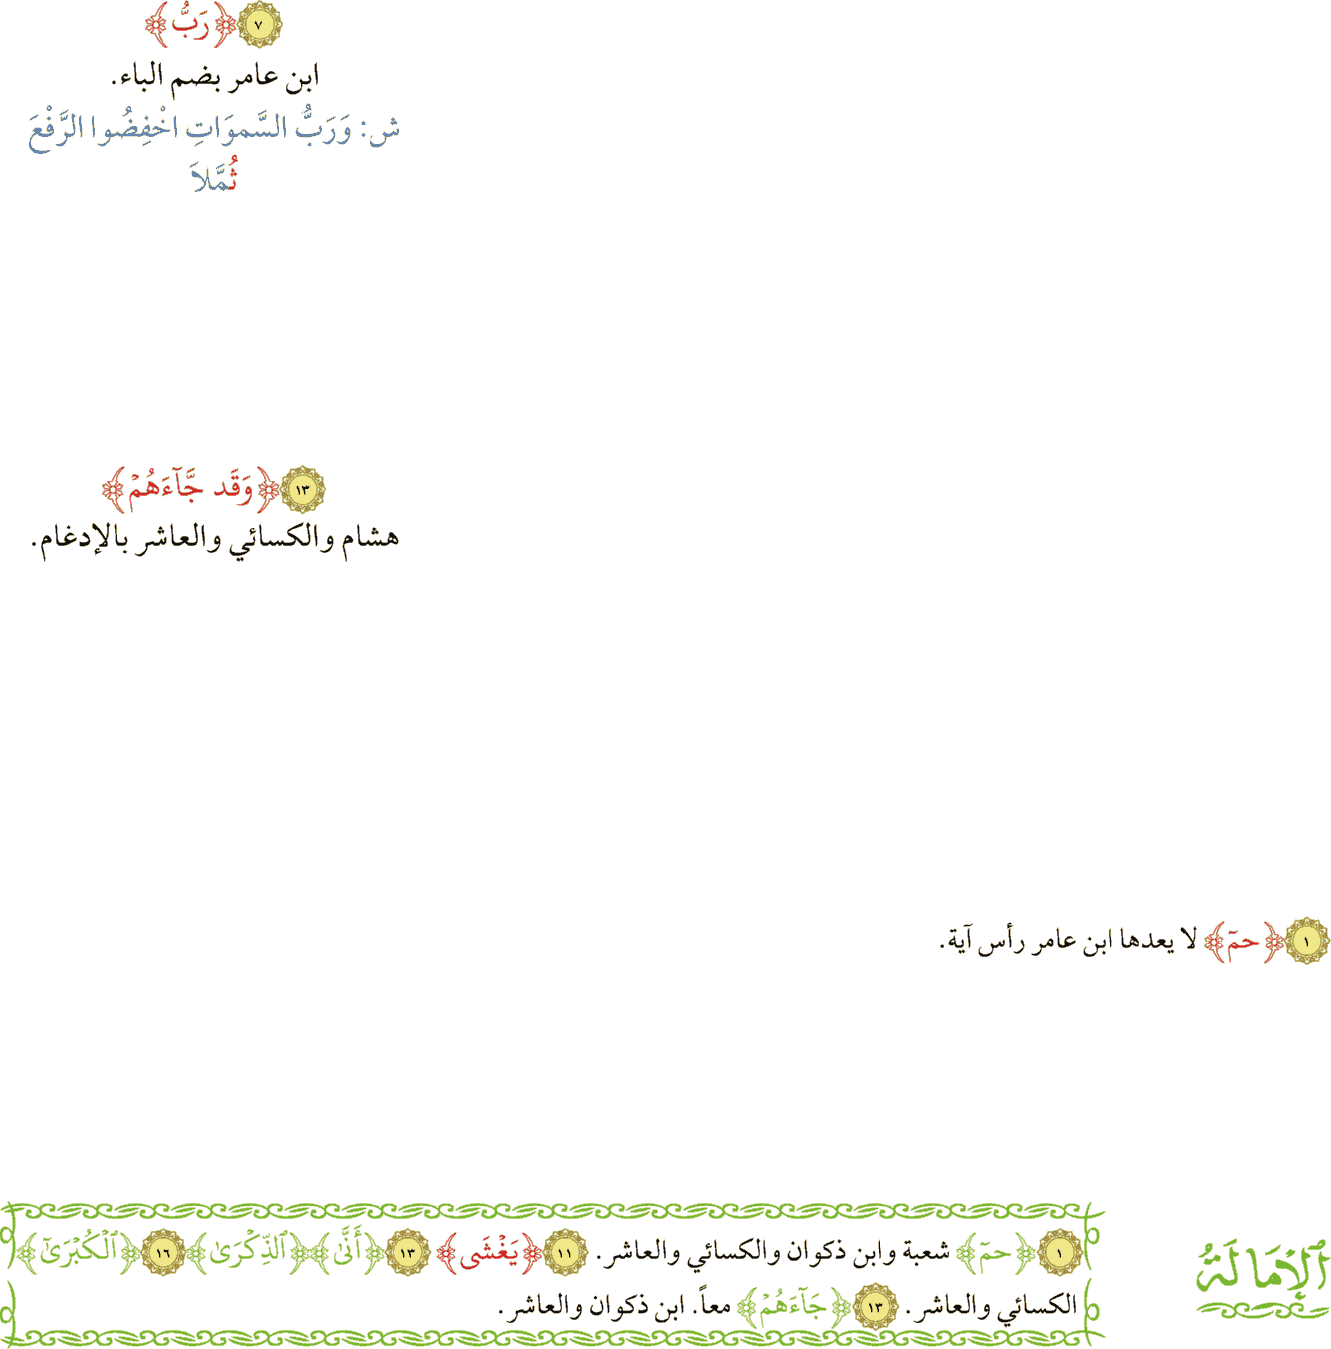 ٧ ﴿رَبُّ﴾
ابن عامر بضم الباء.
ش: وَرَبُّ السَّموَاتِ اخْفِضُوا الرَّفْعَ
ثُمَّلاَ
١٣ ﴿وَقَد جَّآءَهُمۡ﴾
هشام والكسائي والعاشر بالإدغام.
١ ﴿حمٓ﴾ لا يعدها ابن عامر رأس آية.
ٱلۡإِمَالَةُ
١ ﴿حمٓ﴾ شعبة وابن ذكوان والكسائي والعاشر. ١١ ﴿يَغۡشَى﴾ ١٣ ﴿أَنَّىٰ﴾ ﴿ٱلذِّكۡرَىٰ﴾ ١٦ ﴿ٱلۡكُبۡرَىٰٓ﴾
الكسائي والعاشر. ١٣ ﴿جَآءَهُمۡ﴾ معاً. ابن ذكوان والعاشر.